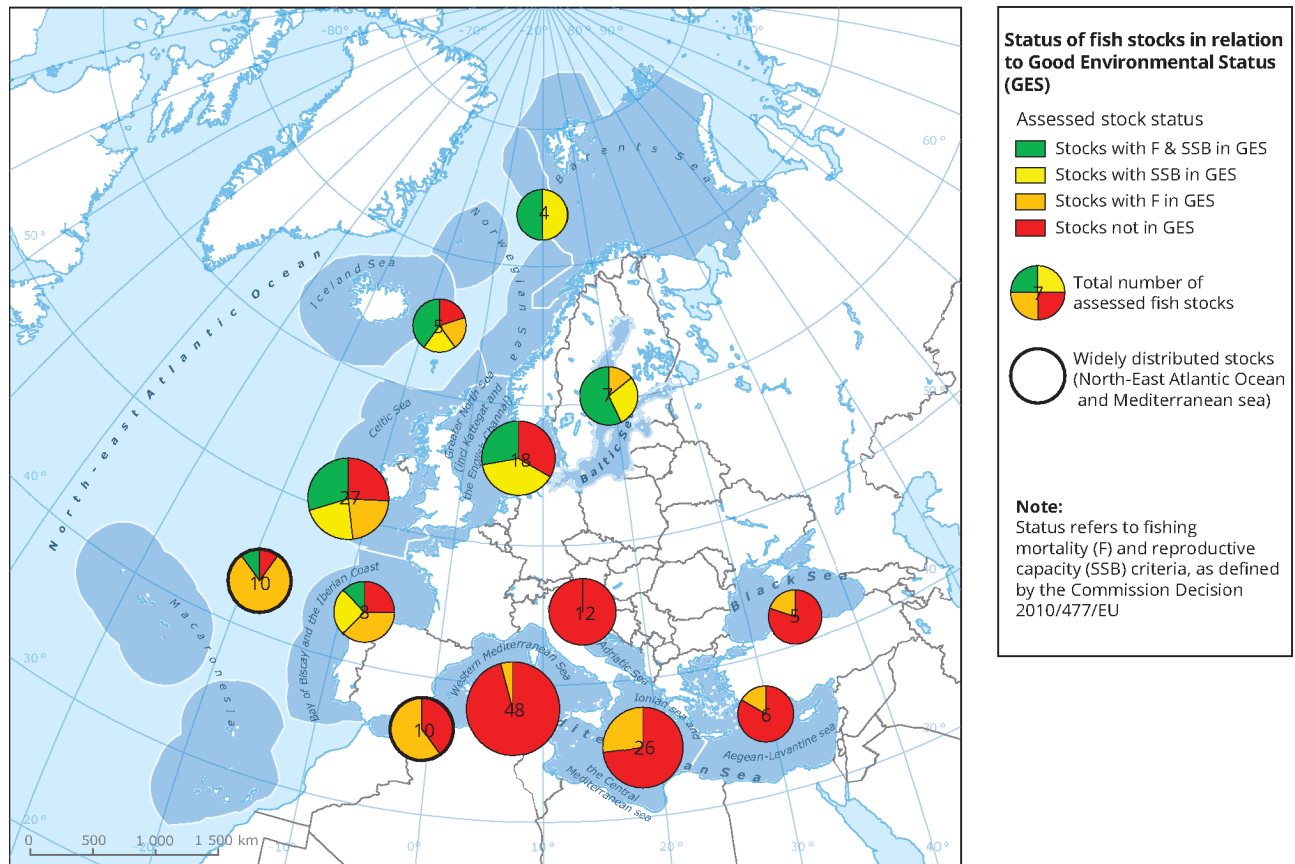 -80°
-70°
-20°
-80°
-90°
100°
60°
50°
40°
30°
20°
Barents Sea
Norwegian Sea
Iceland Sea
North-east Atlantic Ocean
Celtic Sea
Greater North Sea
(incl Kattegat and
the English Channel)
Baltic Sea
Macaronesia
Bay of Biscay and the Iberian Coast
Western Mediterranean Sea
Adriatic Sea
Black Sea
Ionian sea and
the Central
Mediterranean sea
Aegean-Levantine sea
4
5
7
18
27
10
8
12
5
10
48
26
6
30°
20°
-10°
0°
10°
20°
30°
40°
0 500 1 000 1 500 km
Status of fish stocks in relation
to Good Environmental Status
(GES)
Assessed stock status
Stocks with F & SSB in GES
Stocks with SSB in GES
Stocks with F in GES
Stocks not in GES
7
Total number of
assessed fish stocks
Widely distributed stocks
(North-East Atlantic Ocean
and Mediterranean sea)
Note:
Status refers to fishing
mortality (F) and reproductive
capacity (SSB) criteria, as defined
by the Commission Decision
2010/477/EU